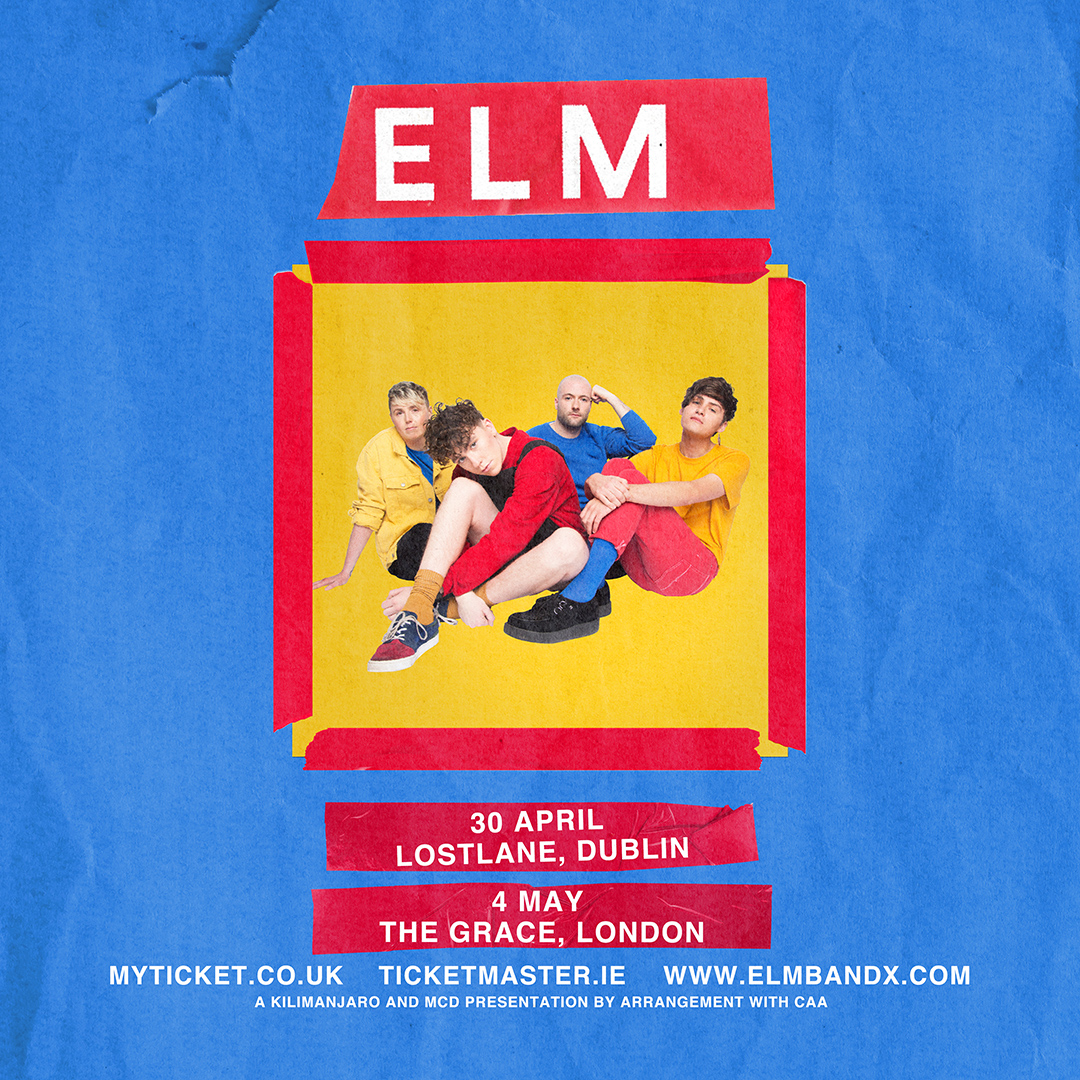 ELM
30 APRIL
LOSTLANE, DUBLIN
4 MAY
THE GRACE, LONDON
MYTICKET.CO.UK TICKETMASTER.IE WWW.ELMBANDX.COM
A KILIMANJARO AND MCD PRESENTATION BY ARRANGEMENT WITH CAA